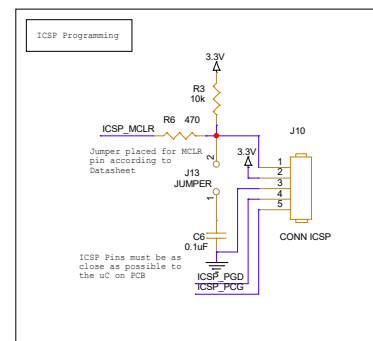 ICSP Programming
3.3V
R3
10k
R6 470
ICSP_MCLR
J10
Jumper placed for MCLR
pin according to
Datasheet
3.3V
2
J13
JUMPER
1
1
2
3
4
5
C6
0.1uF
CONN ICSP
ICSP Pins must be as
close as possible to
the uC on PCB
ICSP_PGD
ICSP_PCG